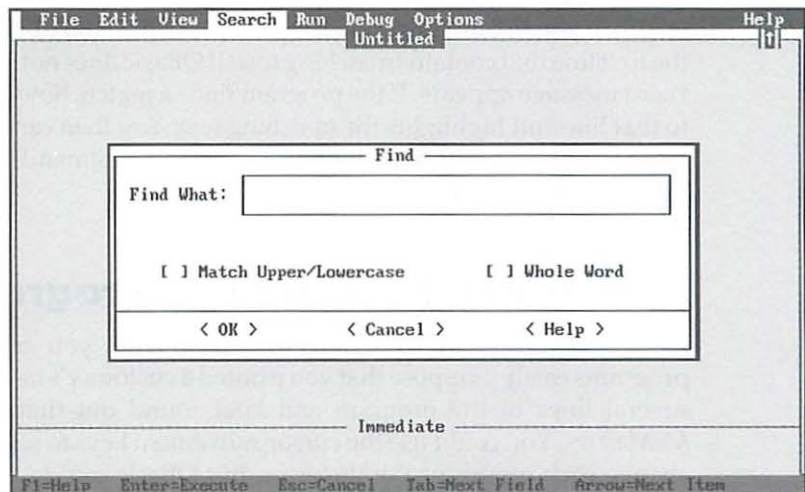 File Edit View Search Run Debug Options Help
Untitled
Find
Find What:
[ ] Match Upper/Lowercase [ ] Whole Word
< OK > < Cancel > < Help >
Immediate
F1=Help Enter=Execute Esc=Cancel Tab=Next Field Arrow=Next Item